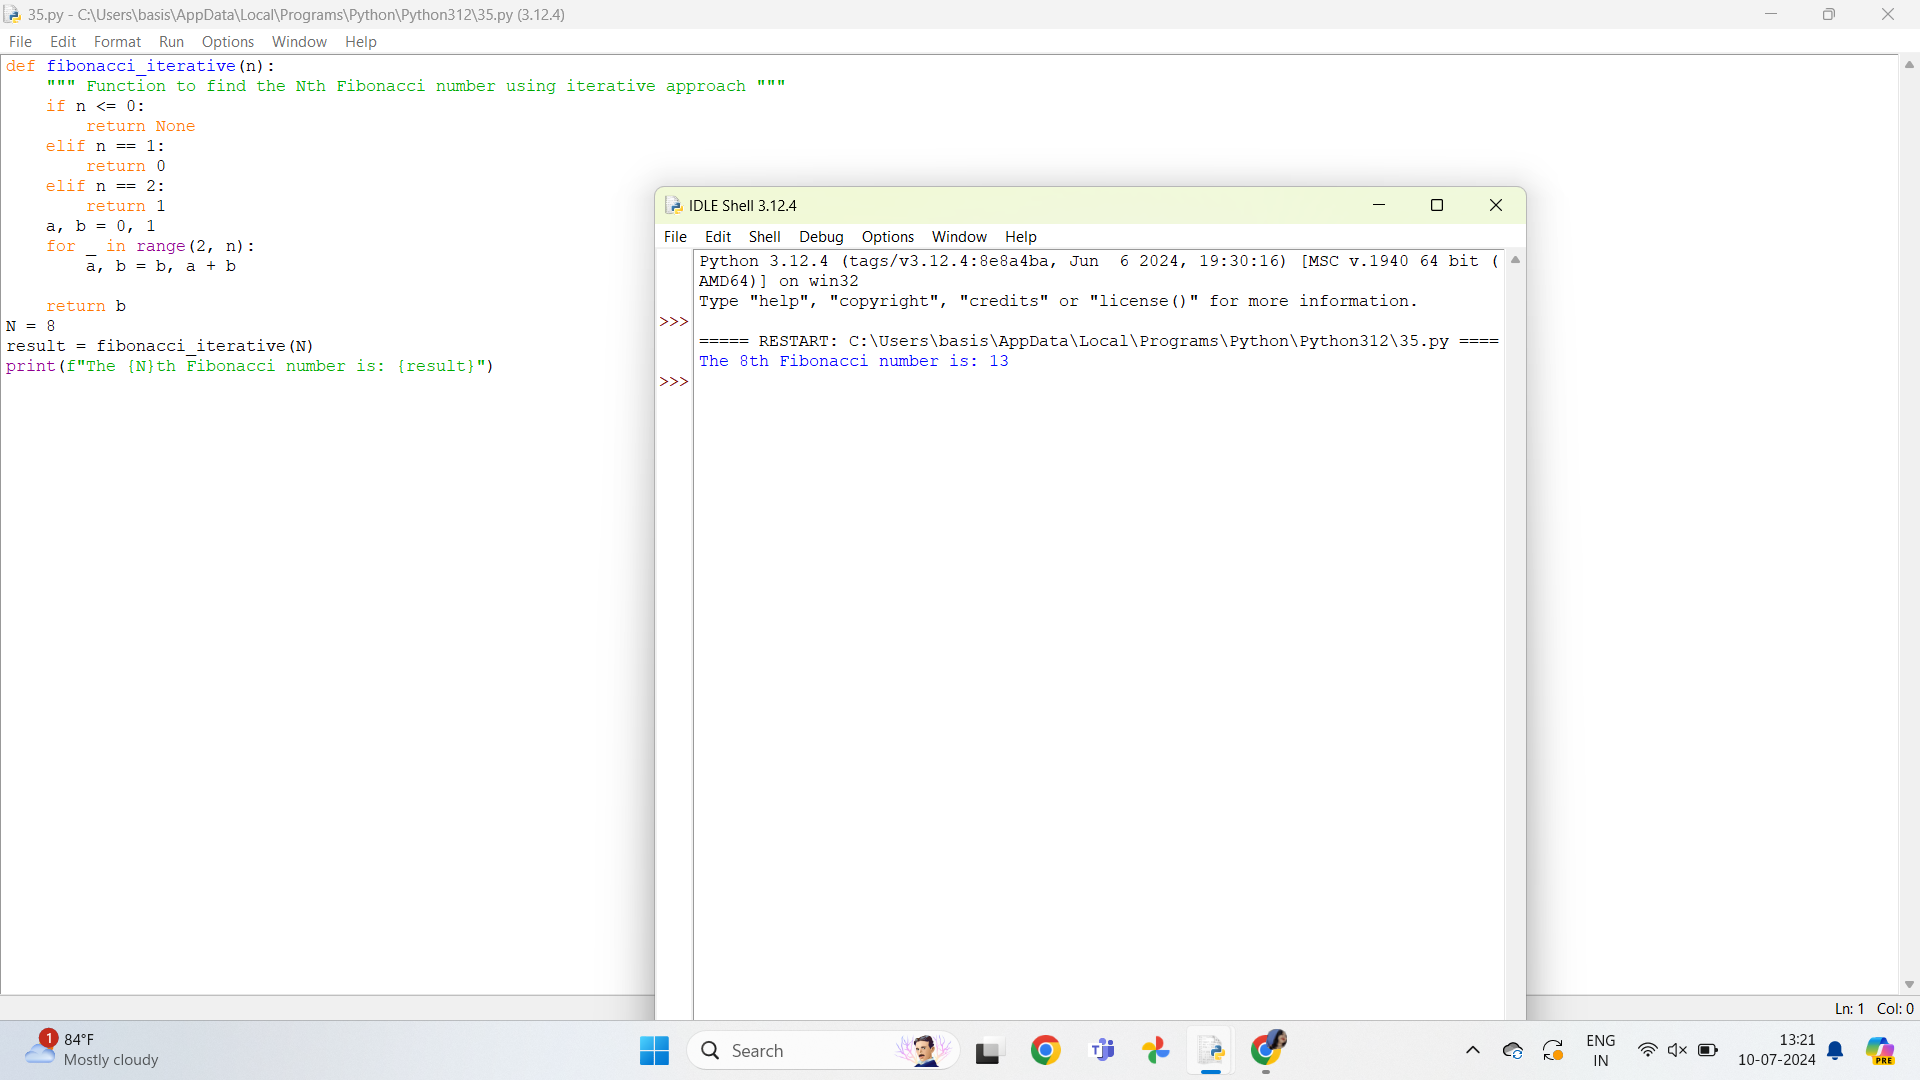 35.py - C:\Users\basis\AppData\Local\Programs\Python\Python312\35.py (3.12.4)
File Edit Format Run Options Window Help
def fibonacci_iterative(n):
    """ Function to find the Nth Fibonacci number using iterative approach """
    if n <= 0:
        return None
    elif n == 1:
        return 0
    elif n == 2:
        return 1
    a, b = 0, 1
    for _ in range(2, n):
        a, b = b, a + b
    return b
N = 8
result = fibonacci_iterative(N)
print(f"The {N}th Fibonacci number is: {result}")
IDLE Shell 3.12.4
File Edit Shell Debug Options Window Help
Python 3.12.4 (tags/v3.12.4:8e8a4ba, Jun  6 2024, 19:30:16) [MSC v.1940 64 bit (
AMD64)] on win32
Type "help", "copyright", "credits" or "license()" for more information.
>>>
===== RESTART: C:\Users\basis\AppData\Local\Programs\Python\Python312\35.py ====
The 8th Fibonacci number is: 13
>>>
Ln: 1 Col: 0
1
84°F
Mostly cloudy
Search
ENG
IN
13:21
10-07-2024
PRE